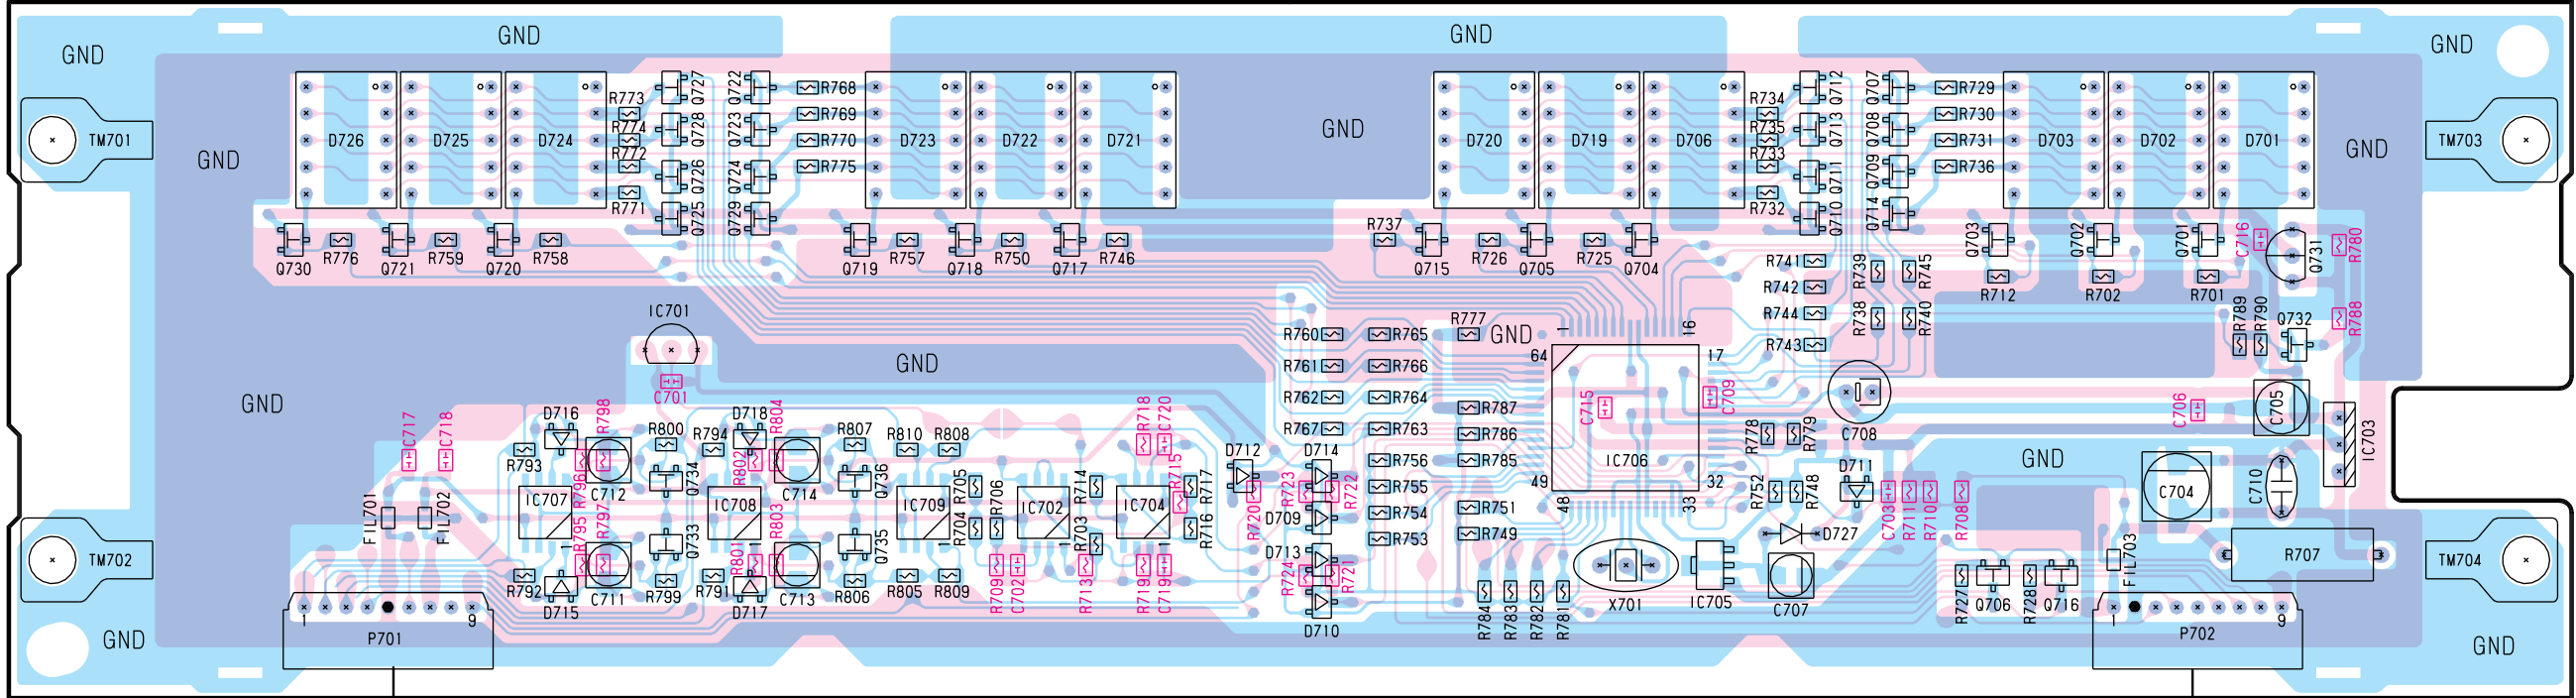 GND GND GND GND
R773 Q727 Q722 R768 R734 Q712 Q707 R729
R774 Q728 Q723 R769 R735 Q713 Q708 R730
TM701 GND D726 D725 D724 R770 D723 D722 D721 GND D720 D719 D706 R731 D703 D702 D701 GND TM703
R772 Q726 Q724 R775 R733 Q711 Q709 R736
R771 Q725 Q729 R732 Q710 Q714
Q730 R776 Q721 R759 Q720 R758 Q719 R757 Q718 R750 Q717 R746 R737 Q715 R726 Q705 R725 Q704 Q703 Q702 Q701 C716 Q731 R780
R741 R739 R745
R742 R712 R702 R701
IC701 R744 R738 R740 R789 R790 Q732 R788
R760 R765 R777 GND 1 16
R743
GND R761 R766 64 17
C701
GND R762 R764 R787 C715 C709 C706 C705
C717 C718 D716 R798 R800 R794 D718 R804 R807 R810 R808 R718 C720 R767 R763 R786 R778 R779 C708 IC703
R793 R796 C712 Q734 R802 C714 Q736 D712 D714 R756 R785 IC706 D711 GND
IC707 IC708 IC709 R705 R706 IC702 R714 IC704 R715 R717 R723 R722 R755 49 32 R752 R748 C704 C710
FIL701 FIL702 R795 R797 R803 R704 R703 R716 R720 D709 R754 R751 48 33 C703 R711 R710 R708
1 1 1 1 1
TM702 Q733 R801 Q735 D713 R753 R749 D727 FIL703 R707 TM704
R792 D715 C711 R799 R791 D717 C713 R806 R805 R809 R709 C702 R713 R719 C719 R724 R721
R784 R783 R782 R781 X701 IC705 C707 R727 Q706 R728 Q716
1 9 D710 1 9
GND P701 P702 GND